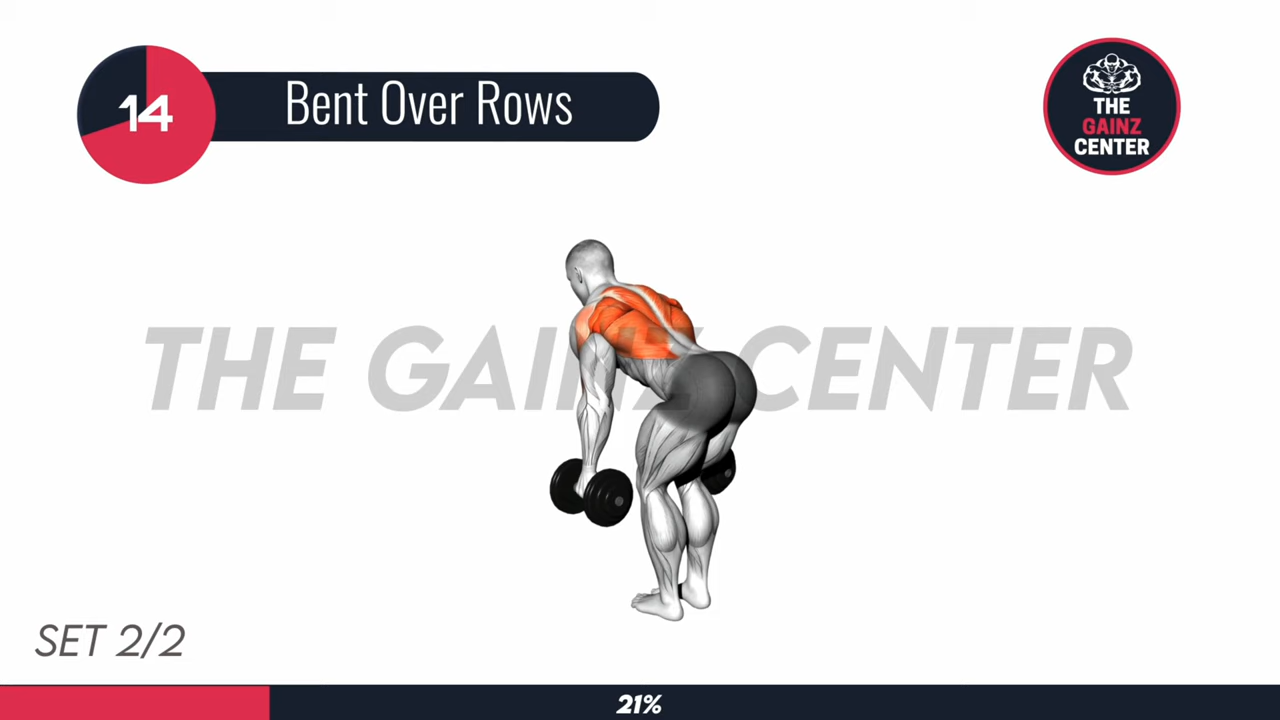 14
Bent Over Rows
THE
GAINZ
CENTER
THE GAINZ CENTER
SET 2/2
21%